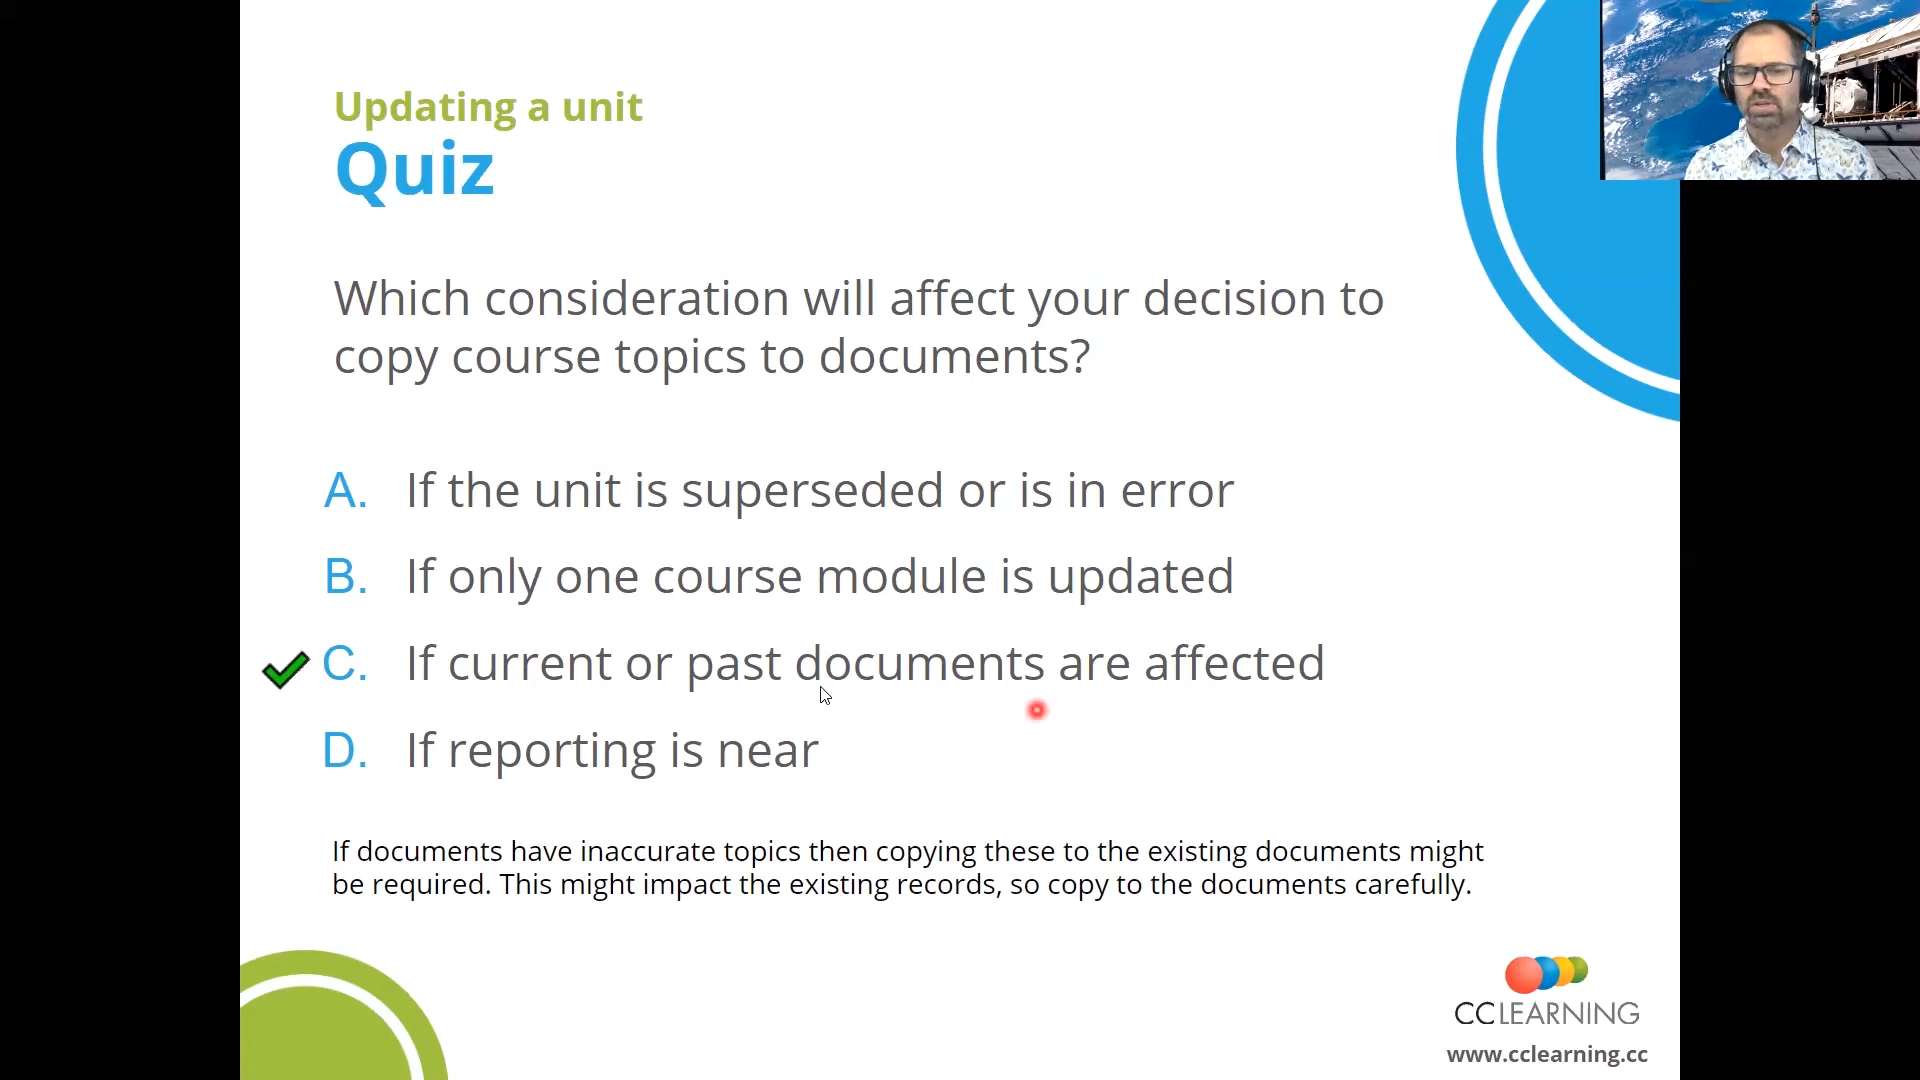 Updating a unit
Quiz
Which consideration will affect your decision to
copy course topics to documents?
A. If the unit is superseded or is in error
B. If only one course module is updated
C. If current or past documents are affected
D. If reporting is near
If documents have inaccurate topics then copying these to the existing documents might
be required. This might impact the existing records, so copy to the documents carefully.
CCLEARNING
www.cclearning.cc